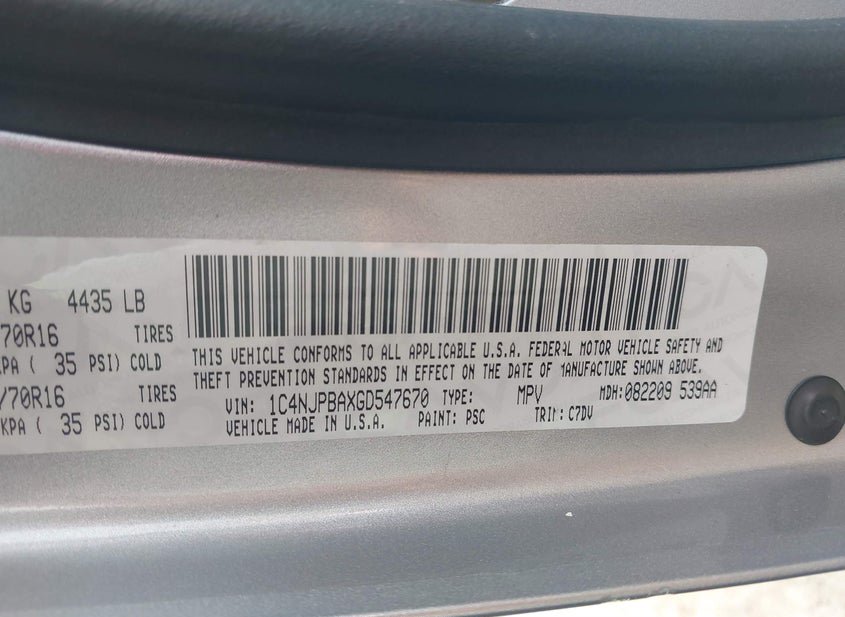 KG 4435 LB
70R16 TIRES
KPA ( 35 PSI) COLD
/70R16 TIRES
KPA ( 35 PSI) COLD
THIS VEHICLE CONFORMS TO ALL APPLICABLE U.S.A. FEDERAL MOTOR VEHICLE SAFETY AND
THEFT PREVENTION STANDARDS IN EFFECT ON THE DATE OF MANUFACTURE SHOWN ABOVE.
VIN: 1C4NJPBAXGD547670 TYPE: MPV MDH:082209 539AA
VEHICLE MADE IN U.S.A. PAINT: PSC TRIM: C7DV